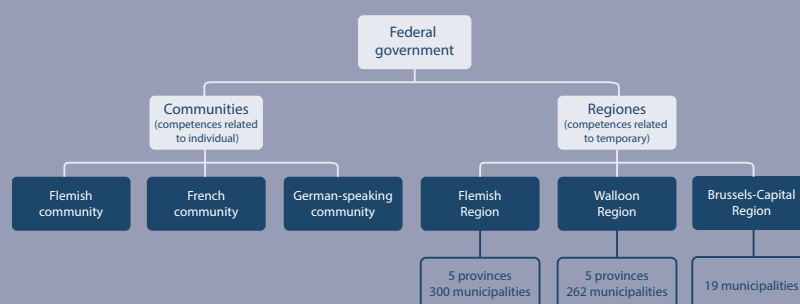 Federal
government
Communities
(competences related
to individual)
Regiones
(competences related
to temporary)
Flemish
community
French
community
German-speaking
community
Flemish
Region
Walloon
Region
Brussels-Capital
Region
5 provinces
300 municipalities
5 provinces
262 municipalities
19 municipalities